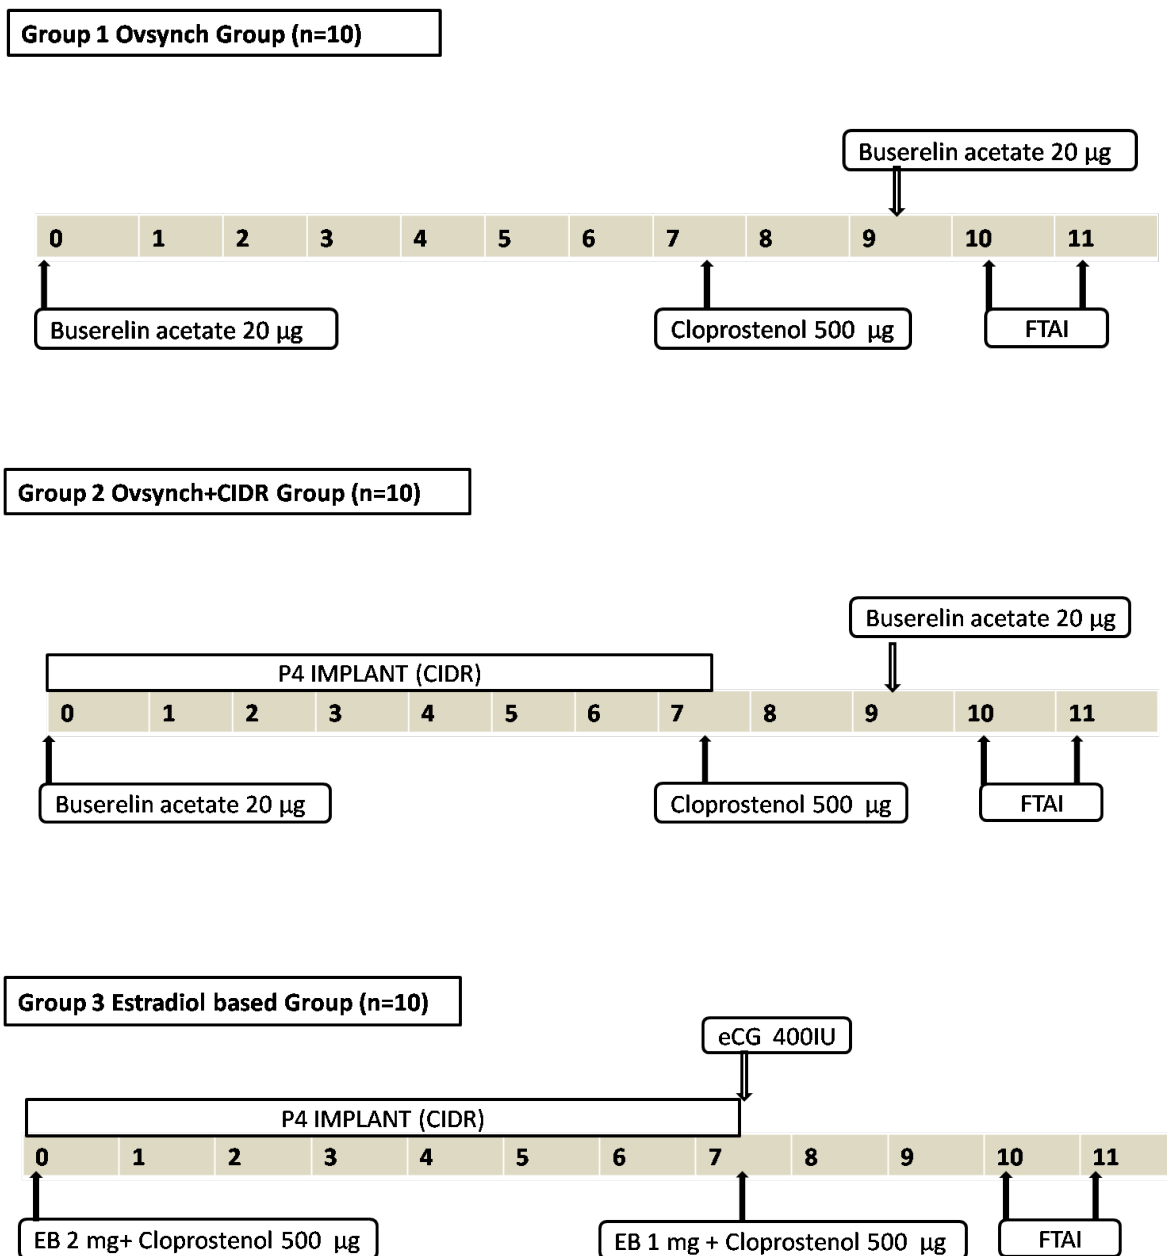 Group 1 Ovsynch Group (n=10)
Buserelin acetate 20 µg
0 1 2 3 4 5 6 7 8 9 10 11
Buserelin acetate 20 µg
Cloprostenol 500 µg
FTAI
Group 2 Ovsynch+CIDR Group (n=10)
Buserelin acetate 20 µg
P4 IMPLANT (CIDR)
0 1 2 3 4 5 6 7 8 9 10 11
Buserelin acetate 20 µg
Cloprostenol 500 µg
FTAI
Group 3 Estradiol based Group (n=10)
eCG 400IU
P4 IMPLANT (CIDR)
0 1 2 3 4 5 6 7 8 9 10 11
EB 2 mg+ Cloprostenol 500 µg
EB 1 mg + Cloprostenol 500 µg
FTAI